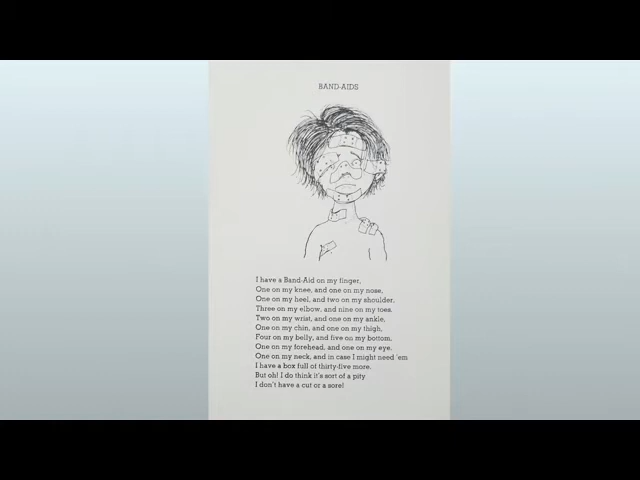 BAND-AIDS
I have a Band-Aid on my finger,
One on my knee, and one on my nose,
One on my heel, and two on my shoulder,
Three on my elbow, and nine on my toes.
Two on my wrist, and one on my ankle,
One on my chin, and one on my thigh,
Four on my belly, and five on my bottom,
One on my forehead, and one on my eye.
One on my neck, and in case I might need 'em
I have a box full of thirty-five more.
But oh! I do think it's sort of a pity
I don't have a cut or a sore!